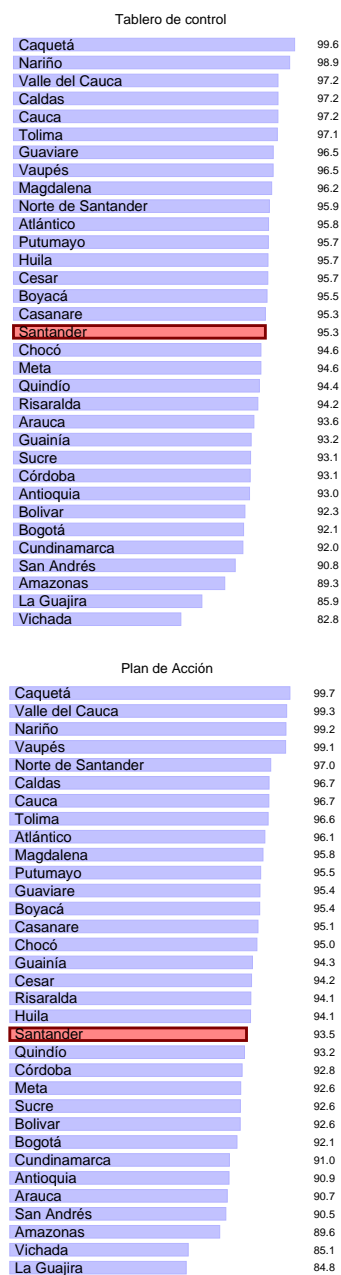 Tablero de control
Caquetá 99.6
Nariño 98.9
Valle del Cauca 97.2
Caldas 97.2
Cauca 97.2
Tolima 97.1
Guaviare 96.5
Vaupés 96.5
Magdalena 96.2
Norte de Santander 95.9
Atlántico 95.8
Putumayo 95.7
Huila 95.7
Cesar 95.7
Boyacá 95.5
Casanare 95.3
Santander 95.3
Chocó 94.6
Meta 94.6
Quindío 94.4
Risaralda 94.2
Arauca 93.6
Guainía 93.2
Sucre 93.1
Córdoba 93.1
Antioquia 93.0
Bolivar 92.3
Bogotá 92.1
Cundinamarca 92.0
San Andrés 90.8
Amazonas 89.3
La Guajira 85.9
Vichada 82.8
Plan de Acción
Caquetá 99.7
Valle del Cauca 99.3
Nariño 99.2
Vaupés 99.1
Norte de Santander 97.0
Caldas 96.7
Cauca 96.7
Tolima 96.6
Atlántico 96.1
Magdalena 95.8
Putumayo 95.5
Guaviare 95.4
Boyacá 95.4
Casanare 95.1
Chocó 95.0
Guainía 94.3
Cesar 94.2
Risaralda 94.1
Huila 94.1
Santander 93.5
Quindío 93.2
Córdoba 92.8
Meta 92.6
Sucre 92.6
Bolivar 92.6
Bogotá 92.1
Cundinamarca 91.0
Antioquia 90.9
Arauca 90.7
San Andrés 90.5
Amazonas 89.6
Vichada 85.1
La Guajira 84.8